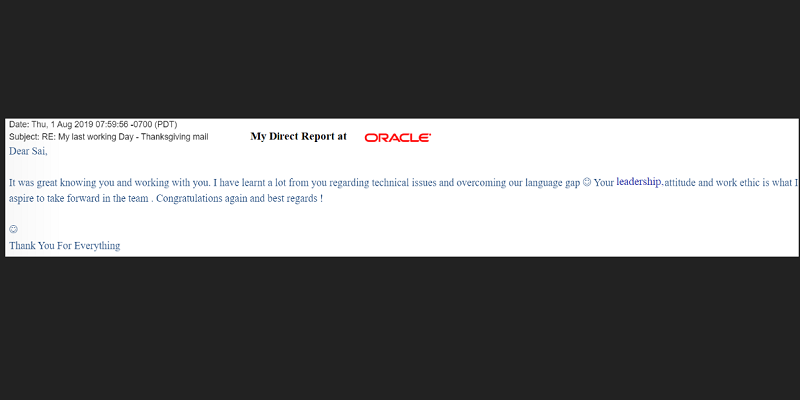 Date: Thu, 1 Aug 2019 07:59:56 -0700 (PDT)
Subject: RE: My last working Day - Thanksgiving mail My Direct Report at ORACLE
Dear Sai,
It was great knowing you and working with you. I have learnt a lot from you regarding technical issues and overcoming our language gap ☺ Your leadership.attitude and work ethic is what I
aspire to take forward in the team . Congratulations again and best regards !
☺
Thank You For Everything